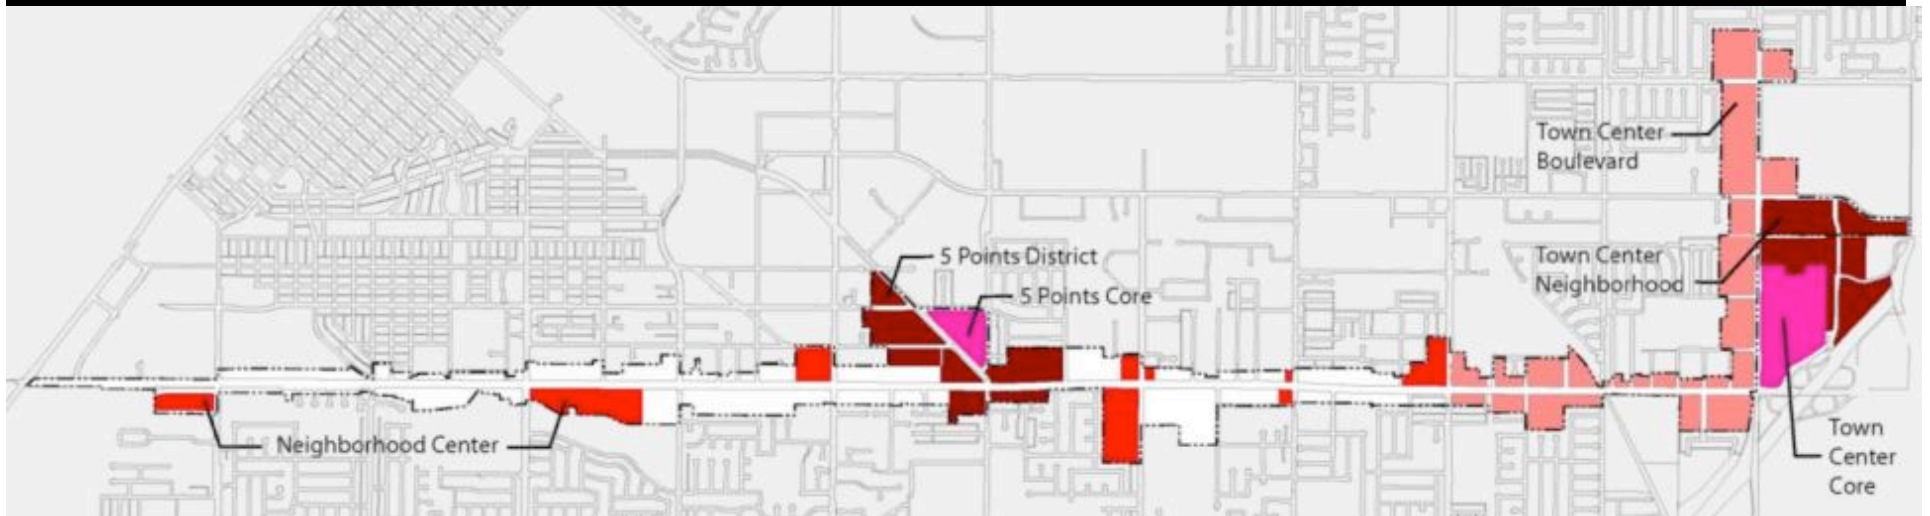 Town Center
Boulevard
5 Points District
Town Center
Neighborhood
5 Points Core
Neighborhood Center
Town
Center
Core